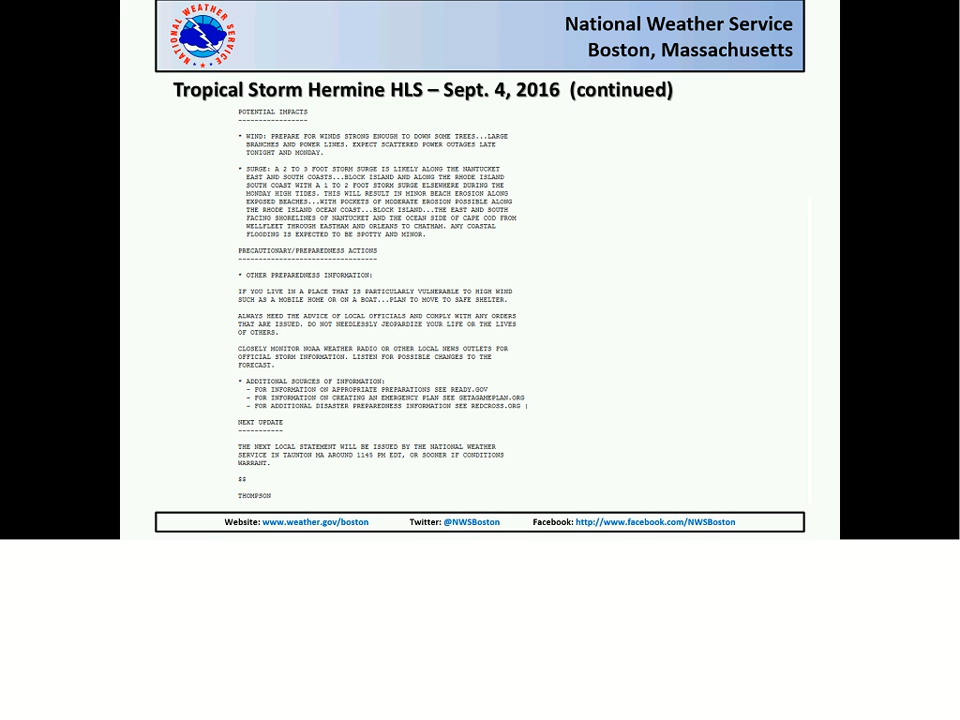 NATIONAL WEATHER SERVICE
National Weather Service
Boston, Massachusetts
Tropical Storm Hermine HLS – Sept. 4, 2016 (continued)
POTENTIAL IMPACTS
-----------------
* WIND: PREPARE FOR WINDS STRONG ENOUGH TO DOWN SOME TREES...LARGE
BRANCHES AND POWER LINES. EXPECT SCATTERED POWER OUTAGES LATE
TONIGHT AND MONDAY.
* SURGE: A 2 TO 3 FOOT STORM SURGE IS LIKELY ALONG THE NANTUCKET
EAST AND SOUTH COASTS...BLOCK ISLAND AND ALONG THE RHODE ISLAND
SOUTH COAST WITH A 1 TO 2 FOOT STORM SURGE ELSEWHERE DURING THE
MONDAY HIGH TIDES. THIS WILL RESULT IN MINOR BEACH EROSION ALONG
EXPOSED BEACHES...WITH POCKETS OF MODERATE EROSION POSSIBLE ALONG
THE RHODE ISLAND OCEAN COAST...BLOCK ISLAND...THE EAST AND SOUTH
FACING SHORELINES OF NANTUCKET AND THE OCEAN SIDE OF CAPE COD FROM
WELLFLEET THROUGH EASTHAM AND ORLEANS TO CHATHAM. ANY COASTAL
FLOODING IS EXPECTED TO BE SPOTTY AND MINOR.
PRECAUTIONARY/PREPAREDNESS ACTIONS
----------------------------------
* OTHER PREPAREDNESS INFORMATION:
IF YOU LIVE IN A PLACE THAT IS PARTICULARLY VULNERABLE TO HIGH WIND
SUCH AS A MOBILE HOME OR ON A BOAT...PLAN TO MOVE TO SAFE SHELTER.
ALWAYS HEED THE ADVICE OF LOCAL OFFICIALS AND COMPLY WITH ANY ORDERS
THAT ARE ISSUED. DO NOT NEEDLESSLY JEOPARDIZE YOUR LIFE OR THE LIVES
OF OTHERS.
CLOSELY MONITOR NOAA WEATHER RADIO OR OTHER LOCAL NEWS OUTLETS FOR
OFFICIAL STORM INFORMATION. LISTEN FOR POSSIBLE CHANGES TO THE
FORECAST.
* ADDITIONAL SOURCES OF INFORMATION:
- FOR INFORMATION ON APPROPRIATE PREPARATIONS SEE READY.GOV
- FOR INFORMATION ON CREATING AN EMERGENCY PLAN SEE GETAGAMEPLAN.ORG
- FOR ADDITIONAL DISASTER PREPAREDNESS INFORMATION SEE REDCROSS.ORG |
NEXT UPDATE
-----------
THE NEXT LOCAL STATEMENT WILL BE ISSUED BY THE NATIONAL WEATHER
SERVICE IN TAUNTON MA AROUND 1145 PM EDT, OR SOONER IF CONDITIONS
WARRANT.
$$
THOMPSON
Website: www.weather.gov/boston Twitter: @NWSBoston Facebook: http://www.facebook.com/NWSBoston